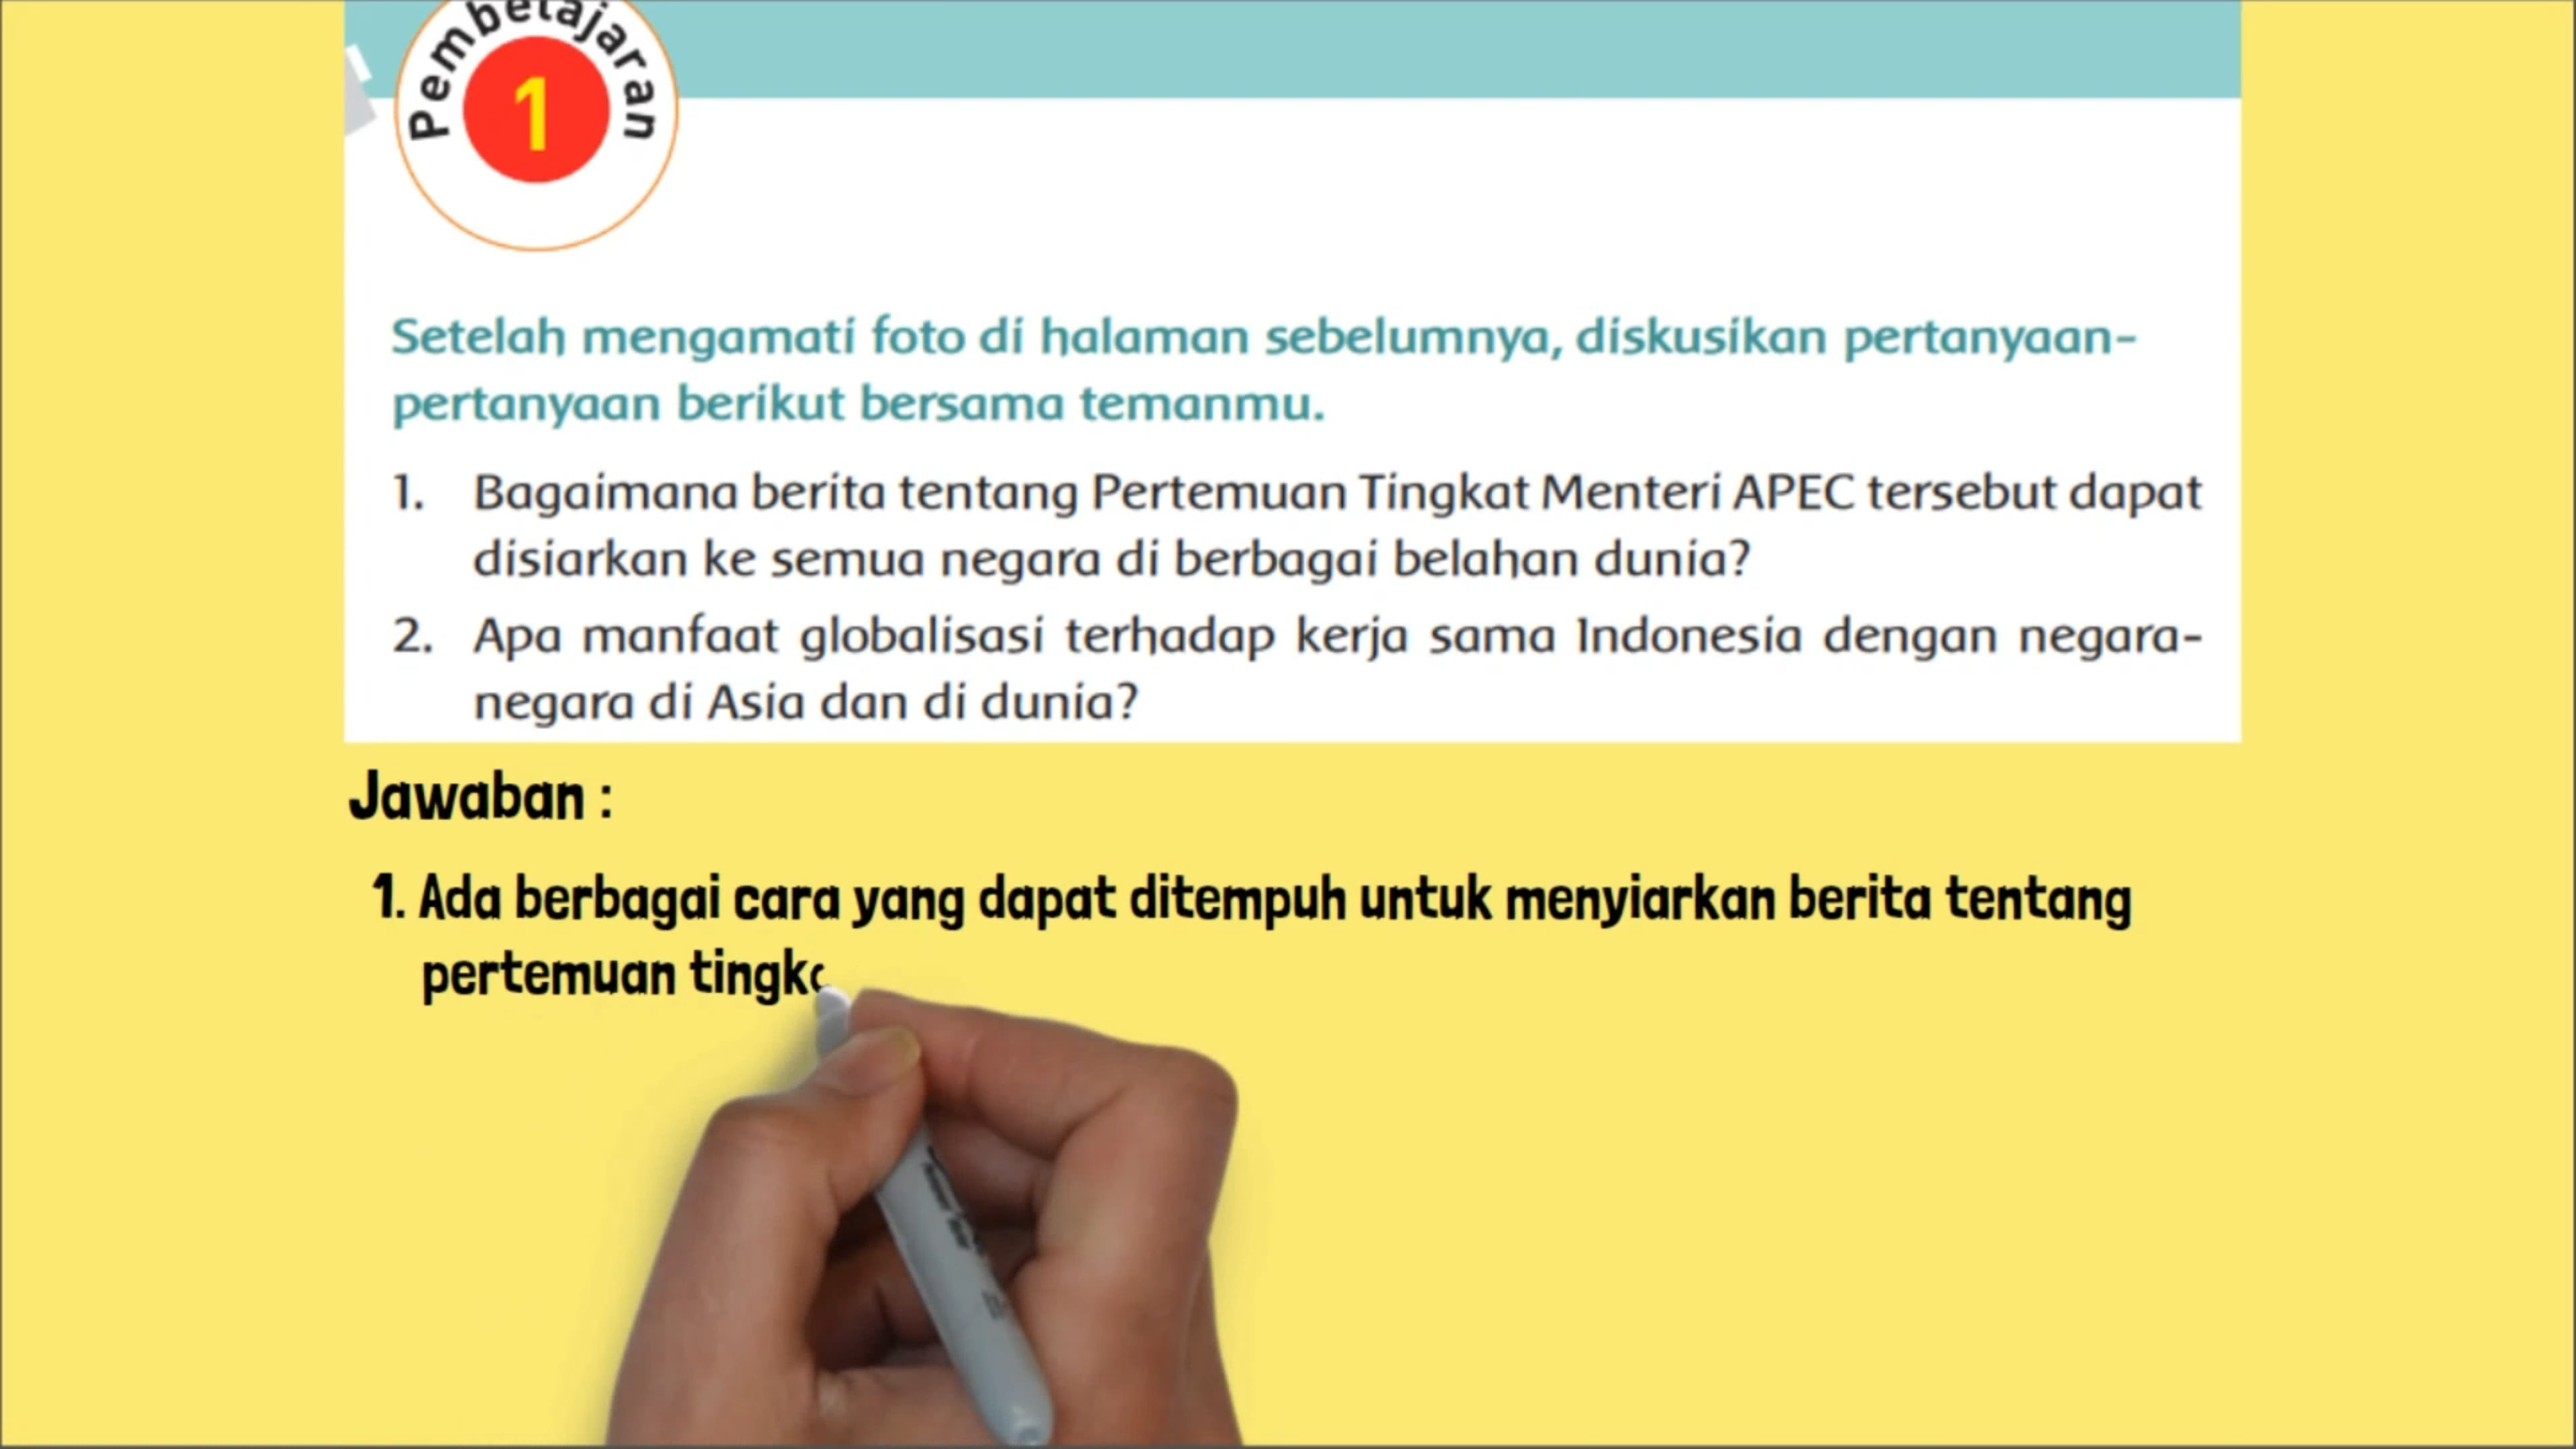 Pembelajaran
1
Setelah mengamati foto di halaman sebelumnya, diskusikan pertanyaan-
pertanyaan berikut bersama temanmu.
1. Bagaimana berita tentang Pertemuan Tingkat Menteri APEC tersebut dapat
disiarkan ke semua negara di berbagai belahan dunia?
2. Apa manfaat globalisasi terhadap kerja sama Indonesia dengan negara-
negara di Asia dan di dunia?
Jawaban :
1. Ada berbagai cara yang dapat ditempuh untuk menyiarkan berita tentang
pertemuan tingk